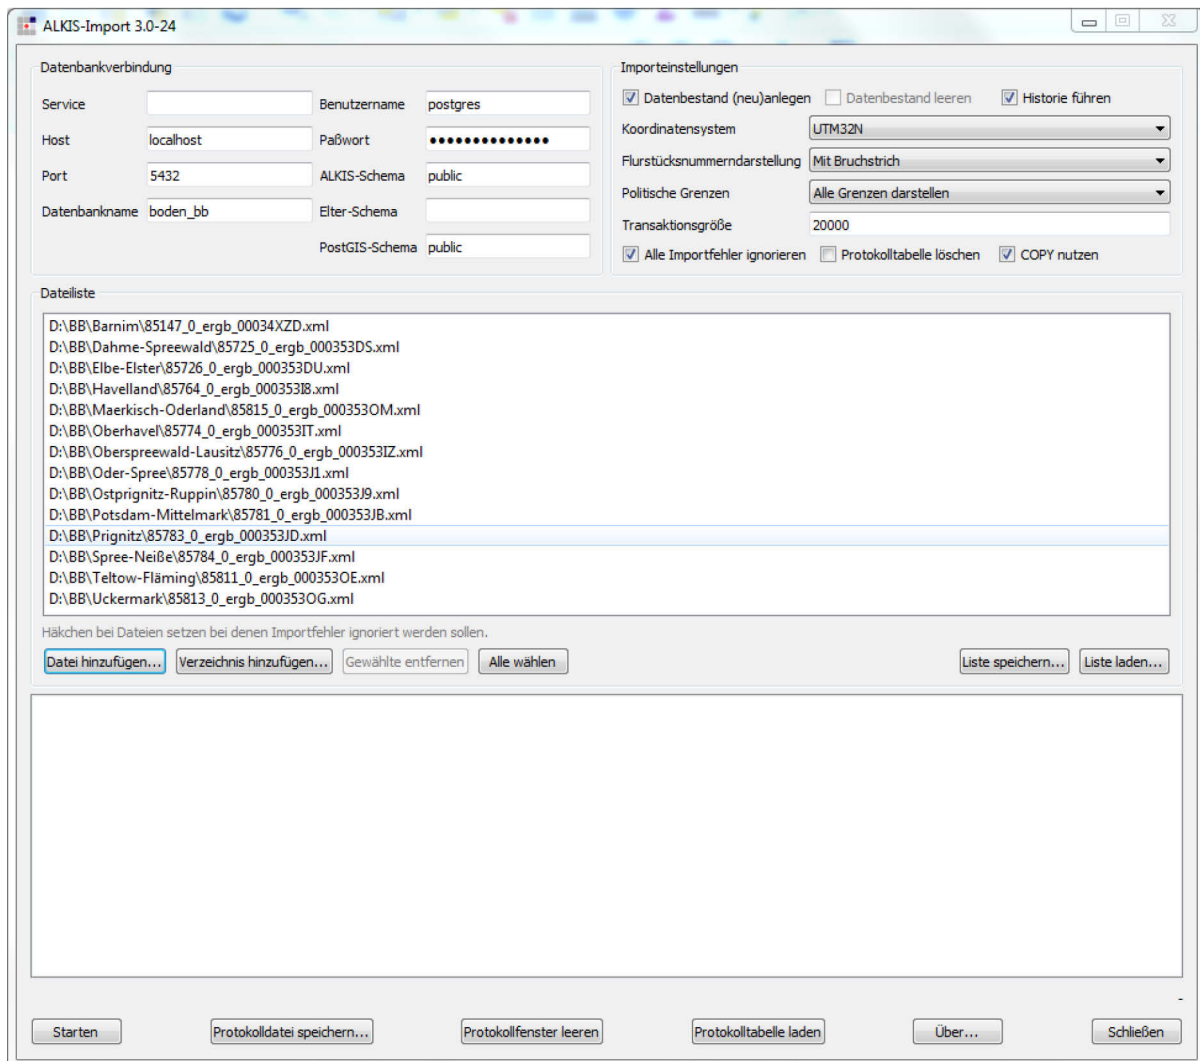 ALKIS-Import 3.0-24
Datenbankverbindung
Service
Benutzername postgres
Host localhost
Paßwort ●●●●●●●●●●●●●●
Port 5432
ALKIS-Schema public
Datenbankname boden_bb
Elter-Schema
PostGIS-Schema public
Importeinstellungen
Datenbestand (neu)anlegen Datenbestand leeren Historie führen
Koordinatensystem UTM32N
Flurstücksnummerndarstellung Mit Bruchstrich
Politische Grenzen Alle Grenzen darstellen
Transaktionsgröße 20000
Alle Importfehler ignorieren Protokolltabelle löschen COPY nutzen
Dateiliste
D:\BB\Barnim\85147_0_ergb_00034XZD.xml
D:\BB\Dahme-Spreewald\85725_0_ergb_000353DS.xml
D:\BB\Elbe-Elster\85726_0_ergb_000353DU.xml
D:\BB\Havelland\85764_0_ergb_000353I8.xml
D:\BB\Maerkisch-Oderland\85815_0_ergb_000353OM.xml
D:\BB\Oberhavel\85774_0_ergb_000353IT.xml
D:\BB\Oberspreewald-Lausitz\85776_0_ergb_000353IZ.xml
D:\BB\Oder-Spree\85778_0_ergb_000353J1.xml
D:\BB\Ostprignitz-Ruppin\85780_0_ergb_000353J9.xml
D:\BB\Potsdam-Mittelmark\85781_0_ergb_000353JB.xml
D:\BB\Prignitz\85783_0_ergb_000353JD.xml
D:\BB\Spree-Neiße\85784_0_ergb_000353JF.xml
D:\BB\Teltow-Fläming\85811_0_ergb_000353OE.xml
D:\BB\Uckermark\85813_0_ergb_000353OG.xml
Häkchen bei Dateien setzen bei denen Importfehler ignoriert werden sollen.
Datei hinzufügen... Verzeichnis hinzufügen... Gewählte entfernen Alle wählen Liste speichern... Liste laden...
-
Starten Protokolldatei speichern... Protokollfenster leeren Protokolltabelle laden Über... Schließen